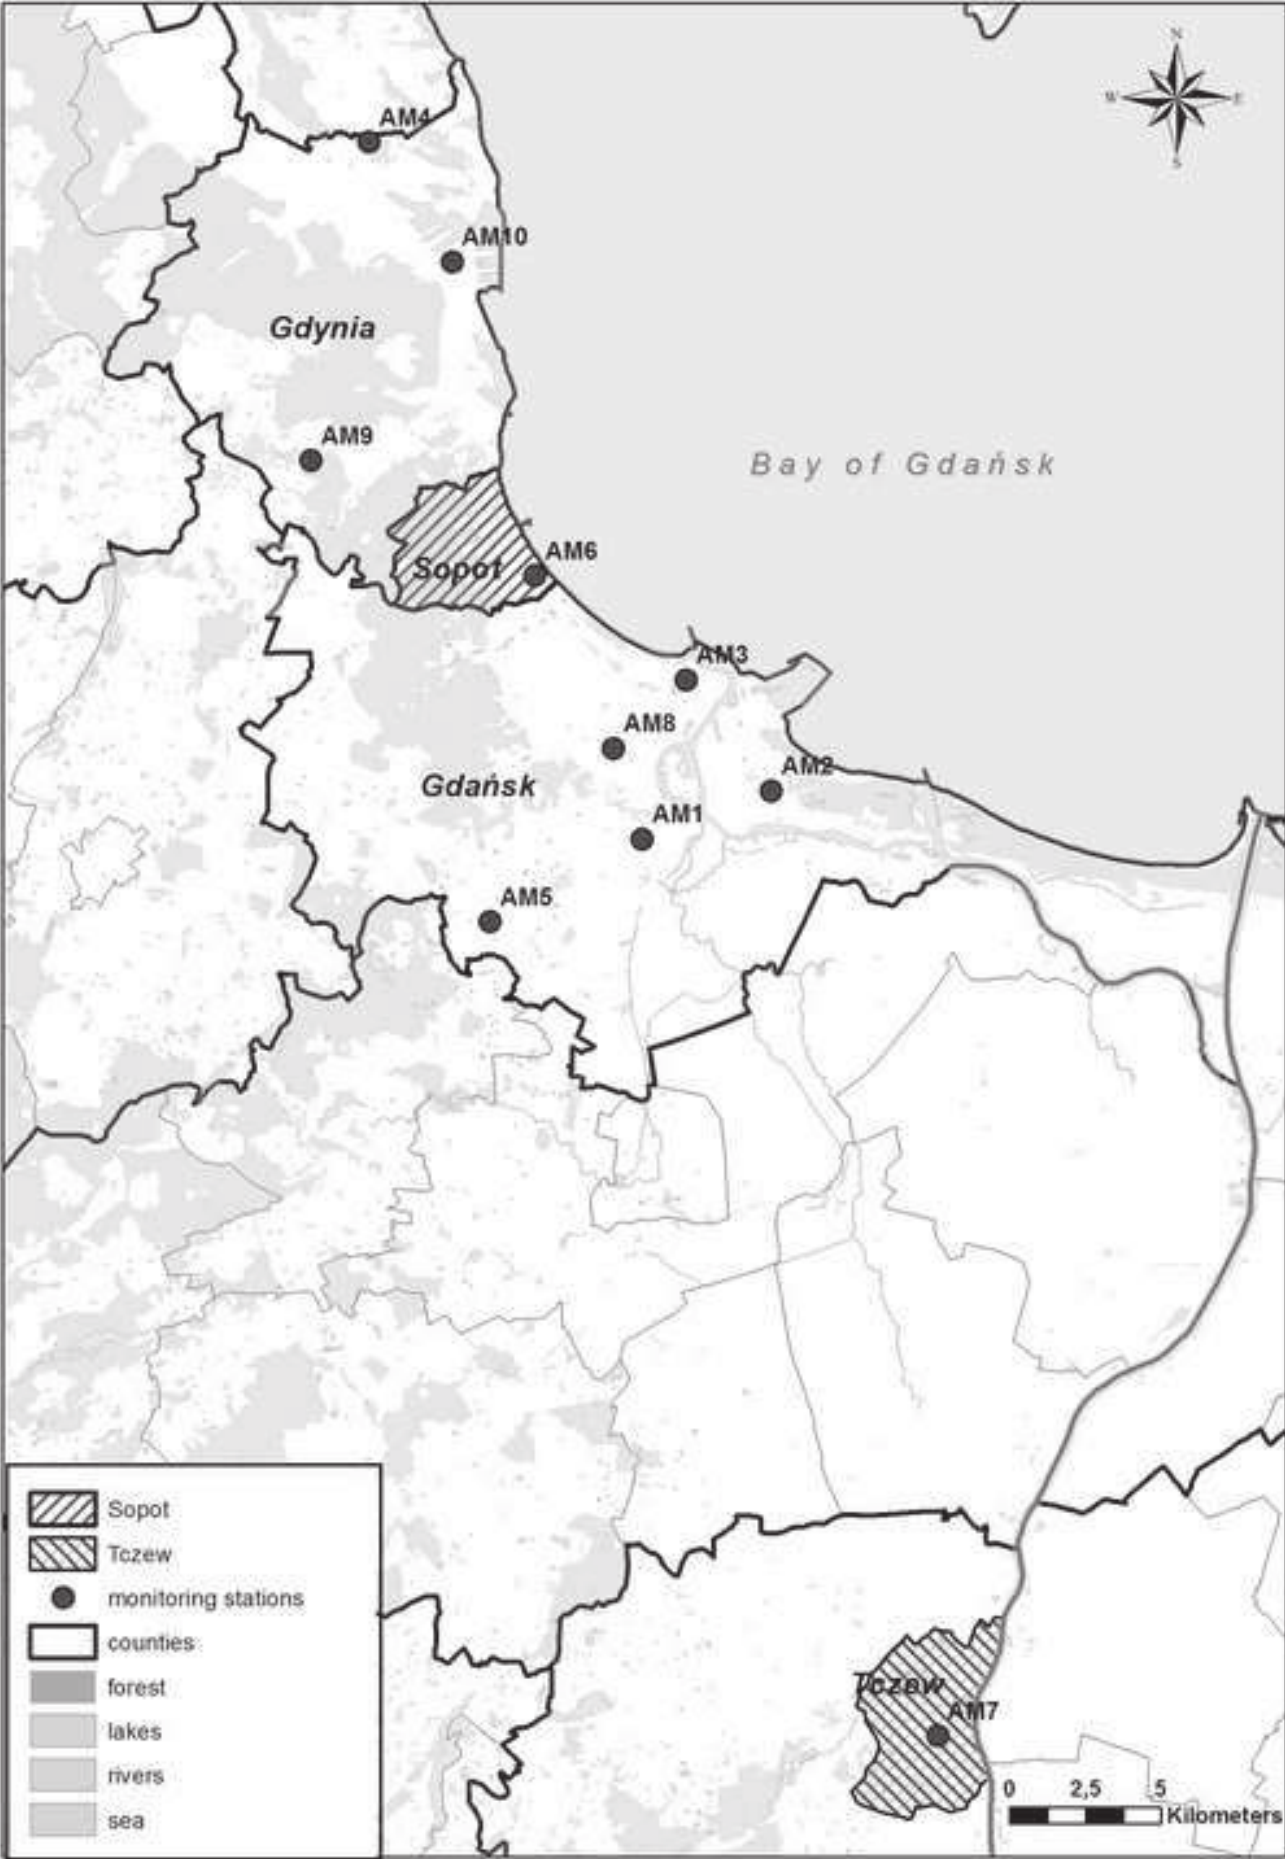 N
W
E
S
AM4
AM10
Gdynia
AM9
Bay of Gdańsk
AM6
Sopot
AM3
AM8
AM2
Gdańsk
AM1
AM5
Sopot
Tczew
monitoring stations
counties
forest
lakes
rivers
sea
Tczew
AM7
0 2,5 5
Kilometers